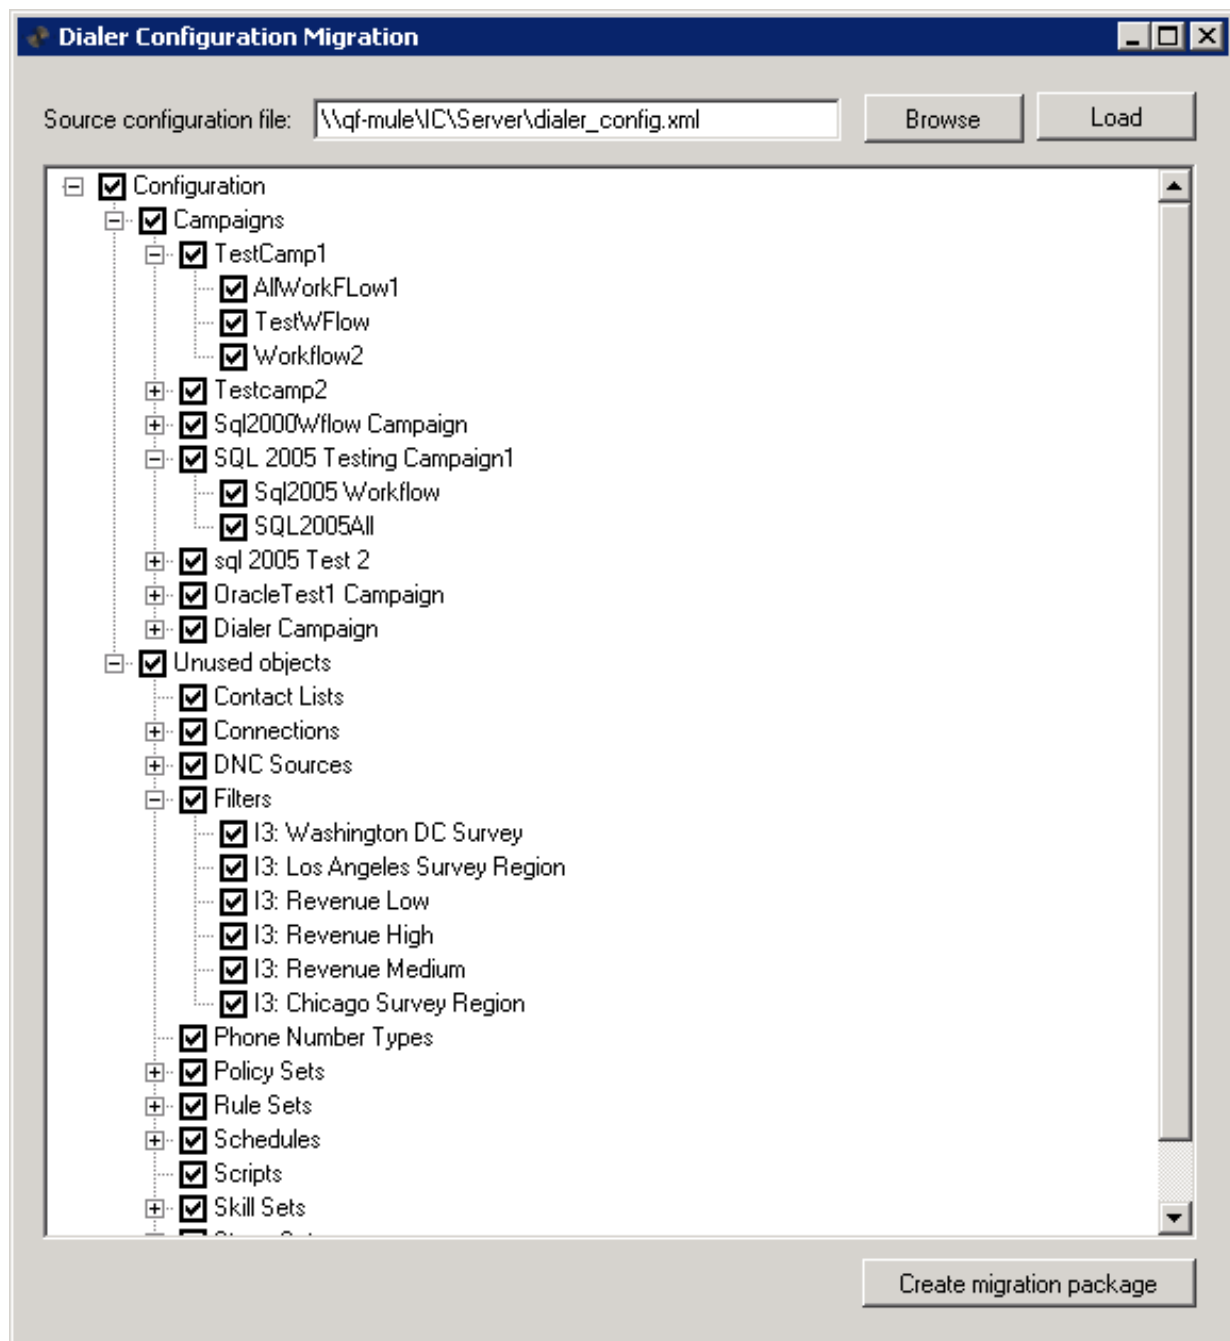 Dialer Configuration Migration
Source configuration file: \\qf-mule\IC\Server\dialer_config.xml Browse Load
Configuration
Campaigns
TestCamp1
AllWorkFLow1
TestWFlow
Workflow2
Testcamp2
Sql2000Wflow Campaign
SQL 2005 Testing Campaign1
Sql2005 Workflow
SQL2005All
sql 2005 Test 2
OracleTest1 Campaign
Dialer Campaign
Unused objects
Contact Lists
Connections
DNC Sources
Filters
I3: Washington DC Survey
I3: Los Angeles Survey Region
I3: Revenue Low
I3: Revenue High
I3: Revenue Medium
I3: Chicago Survey Region
Phone Number Types
Policy Sets
Rule Sets
Schedules
Scripts
Skill Sets
Create migration package